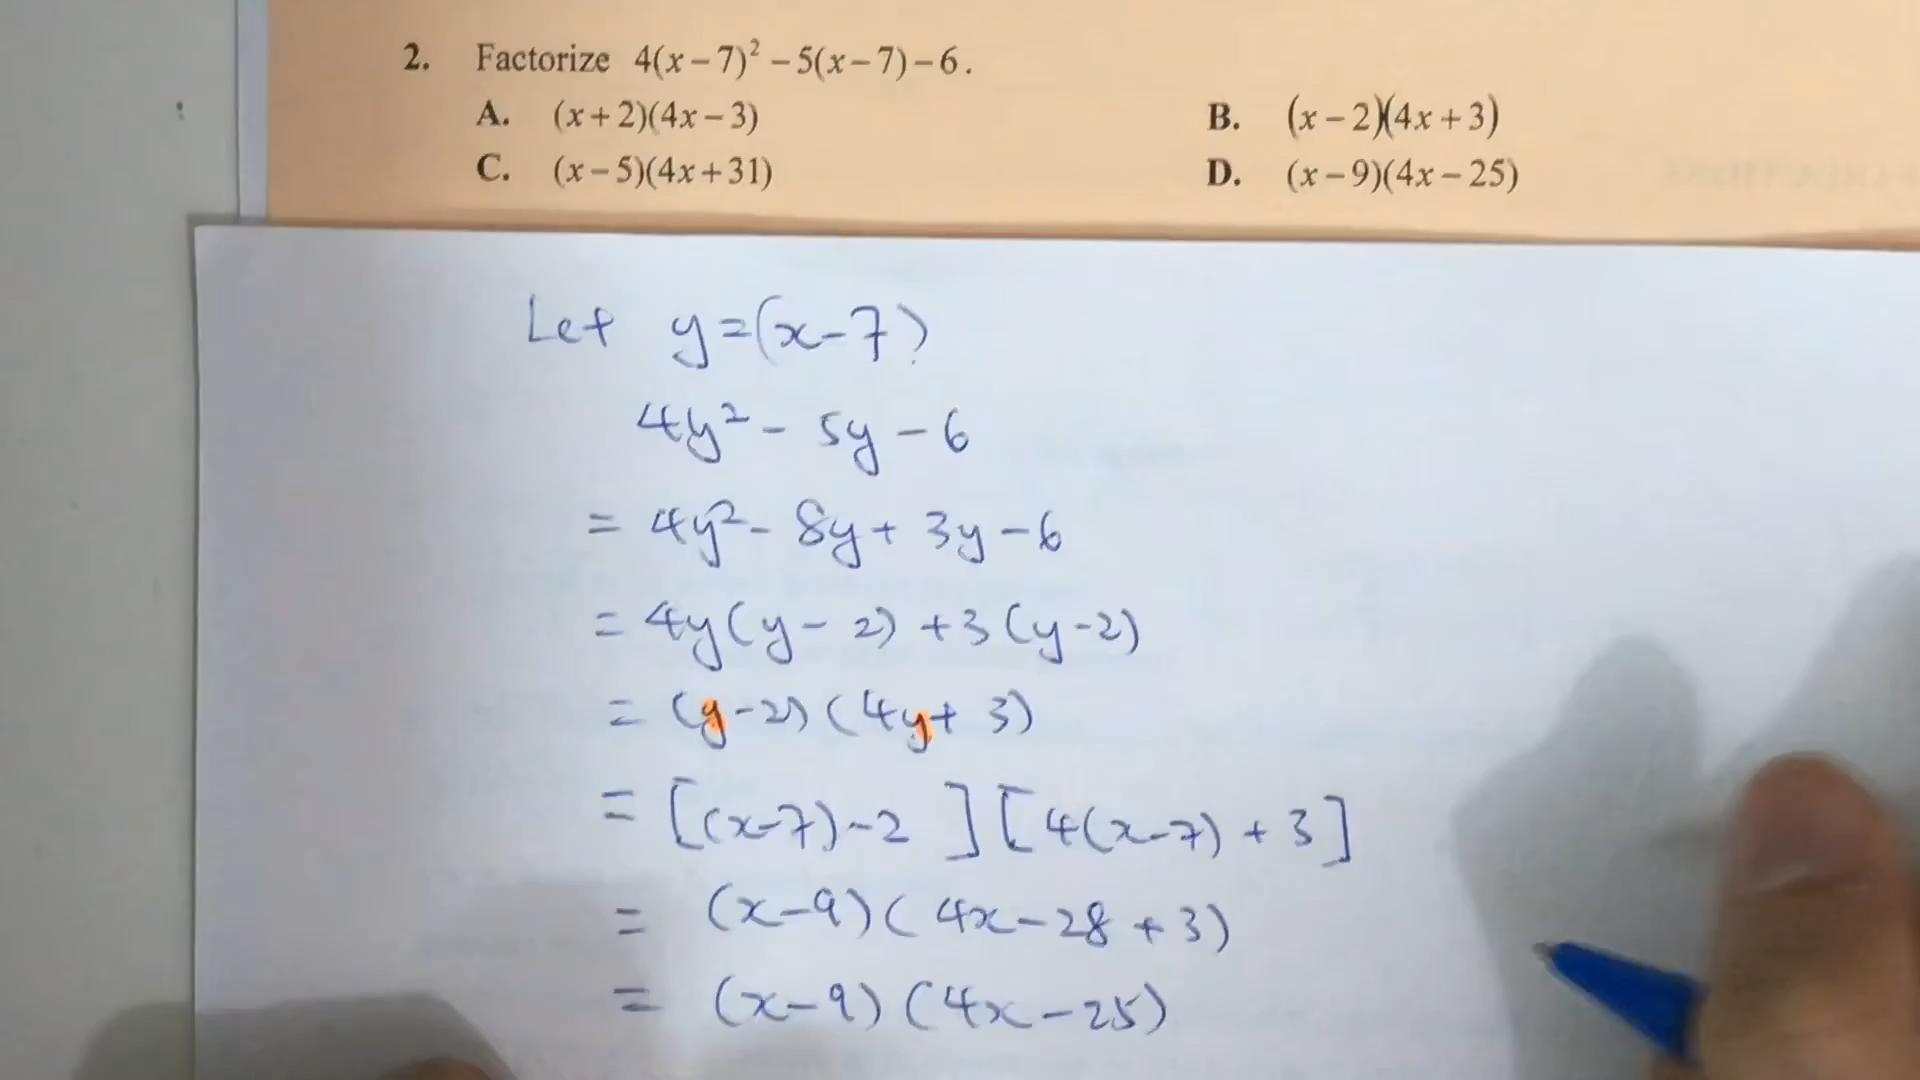 2. Factorize 4(x−7)² −5(x−7)−6.
A. (x+2)(4x−3)
B. (x−2)(4x+3)
C. (x−5)(4x+31)
D. (x−9)(4x−25)
Let y=(x-7)
4y² - 5y - 6
= 4y² - 8y + 3y - 6
= 4y(y - 2) + 3(y-2)
= (y-2)(4y+ 3)
= [(x-7)-2 ][4(x-7) + 3]
= (x-9)(4x-28 + 3)
= (x-9)(4x-25)